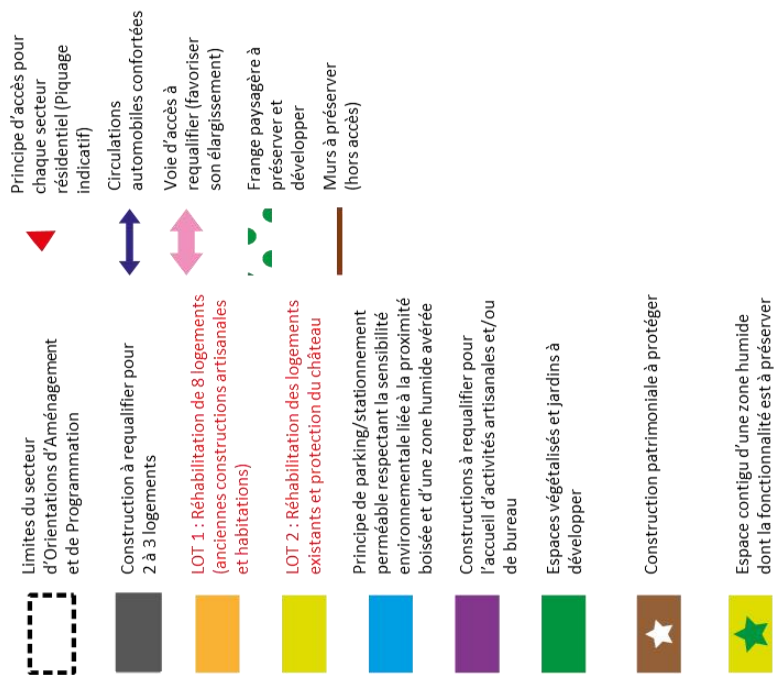 Limites du secteur
d'Orientations d'Aménagement
et de Programmation
Construction à requalifier pour
2 à 3 logements
LOT 1 : Réhabilitation de 8 logements
(anciennes constructions artisanales
et habitations)
LOT 2 : Réhabilitation des logements
existants et protection du château
Principe de parking/stationnement
perméable respectant la sensibilité
environnementale liée à la proximité
boisée et d'une zone humide avérée
Constructions à requalifier pour
l'accueil d'activités artisanales et/ou
de bureau
Espaces végétalisés et jardins à
développer
Construction patrimoniale à protéger
Espace contigu d'une zone humide
dont la fonctionnalité est à préserver
Principe d'accès pour
chaque secteur
résidentiel (Piquage
indicatif)
Circulations
automobiles confortées
Voie d'accès à
requalifier (favoriser
son élargissement)
Frange paysagère à
préserver et
développer
Murs à préserver
(hors accès)